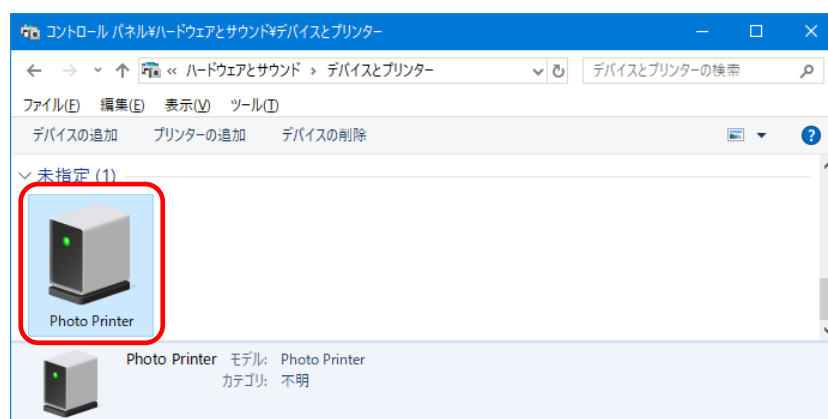 コントロール パネル¥ハードウェアとサウンド¥デバイスとプリンター
« ハードウェアとサウンド › デバイスとプリンター デバイスとプリンターの検索
ファイル(F) 編集(E) 表示(V) ツール(T)
デバイスの追加 プリンターの追加 デバイスの削除
未指定 (1)
Photo Printer
Photo Printer モデル: Photo Printer
カテゴリ: 不明